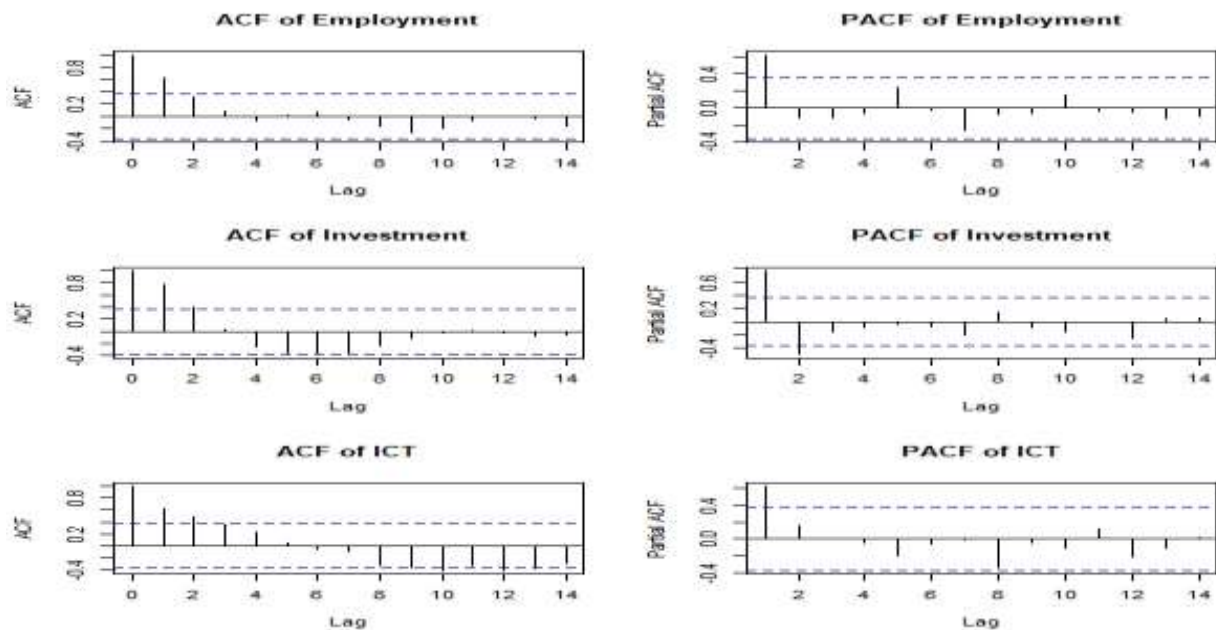 ACF of Employment
ACF
0.8
0.2
-0.4
0 2 4 6 8 10 12 14
Lag
PACF of Employment
Partial ACF
0.4
0.0
-0.4
2 4 6 8 10 12 14
Lag
ACF of Investment
ACF
0.8
0.2
-0.4
0 2 4 6 8 10 12 14
Lag
PACF of Investment
Partial ACF
0.6
0.2
-0.4
2 4 6 8 10 12 14
Lag
ACF of ICT
ACF
0.8
0.2
-0.4
0 2 4 6 8 10 12 14
Lag
PACF of ICT
Partial ACF
0.4
0.0
-0.4
2 4 6 8 10 12 14
Lag